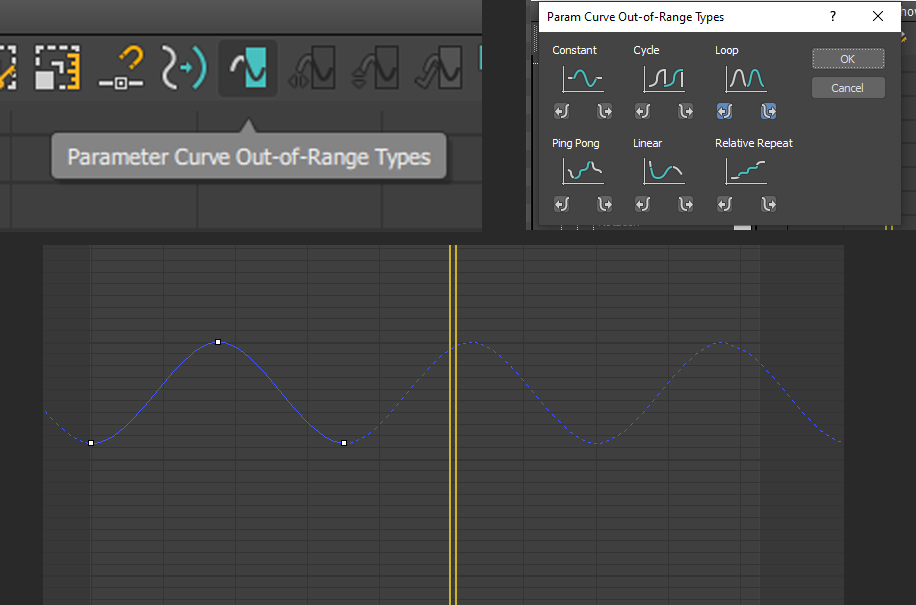 Parameter Curve Out-of-Range Types
Param Curve Out-of-Range Types
?
Constant
Cycle
Loop
OK
Cancel
Ping Pong
Linear
Relative Repeat